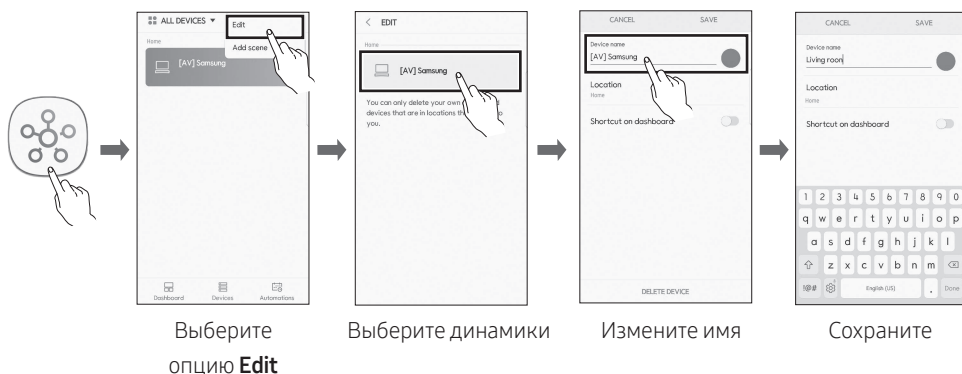 ALL DEVICES ▼
Edit
Home
Add scene
[AV] Samsung
Dashboard
Devices
Automations
Выберите
опцию Edit
< EDIT
Home
[AV] Samsung
You can only delete your own
devices that are in locations
you.
Выберите динамики
CANCEL SAVE
Device name
[AV] Samsung
Location
Home
Shortcut on dashboard
DELETE DEVICE
Измените имя
CANCEL SAVE
Device name
Living roon
Location
Home
Shortcut on dashboard
1 2 3 4 5 6 7 8 9 0
q w e r t y u i o p
a s d f g h j k l
z x c v b n m
!@# English (US) . Done
Сохраните